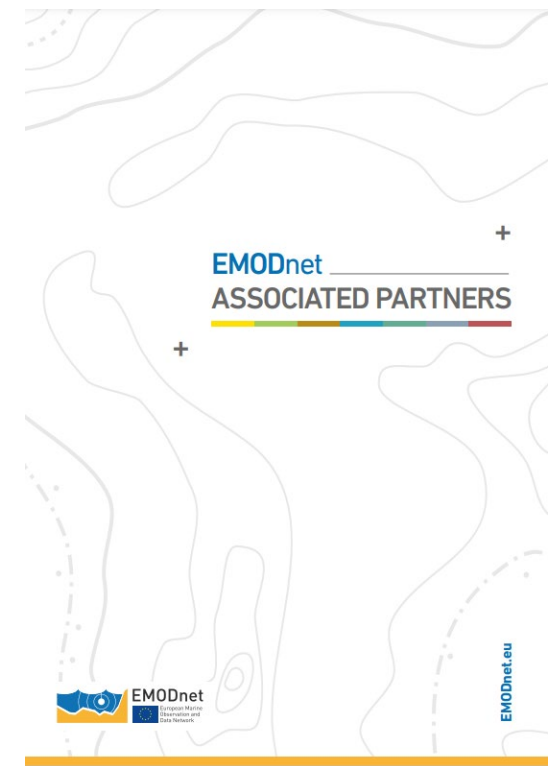 EMODnet
ASSOCIATED PARTNERS
EMODnet.eu
EMODnet
European Marine
Observation and
Data Network